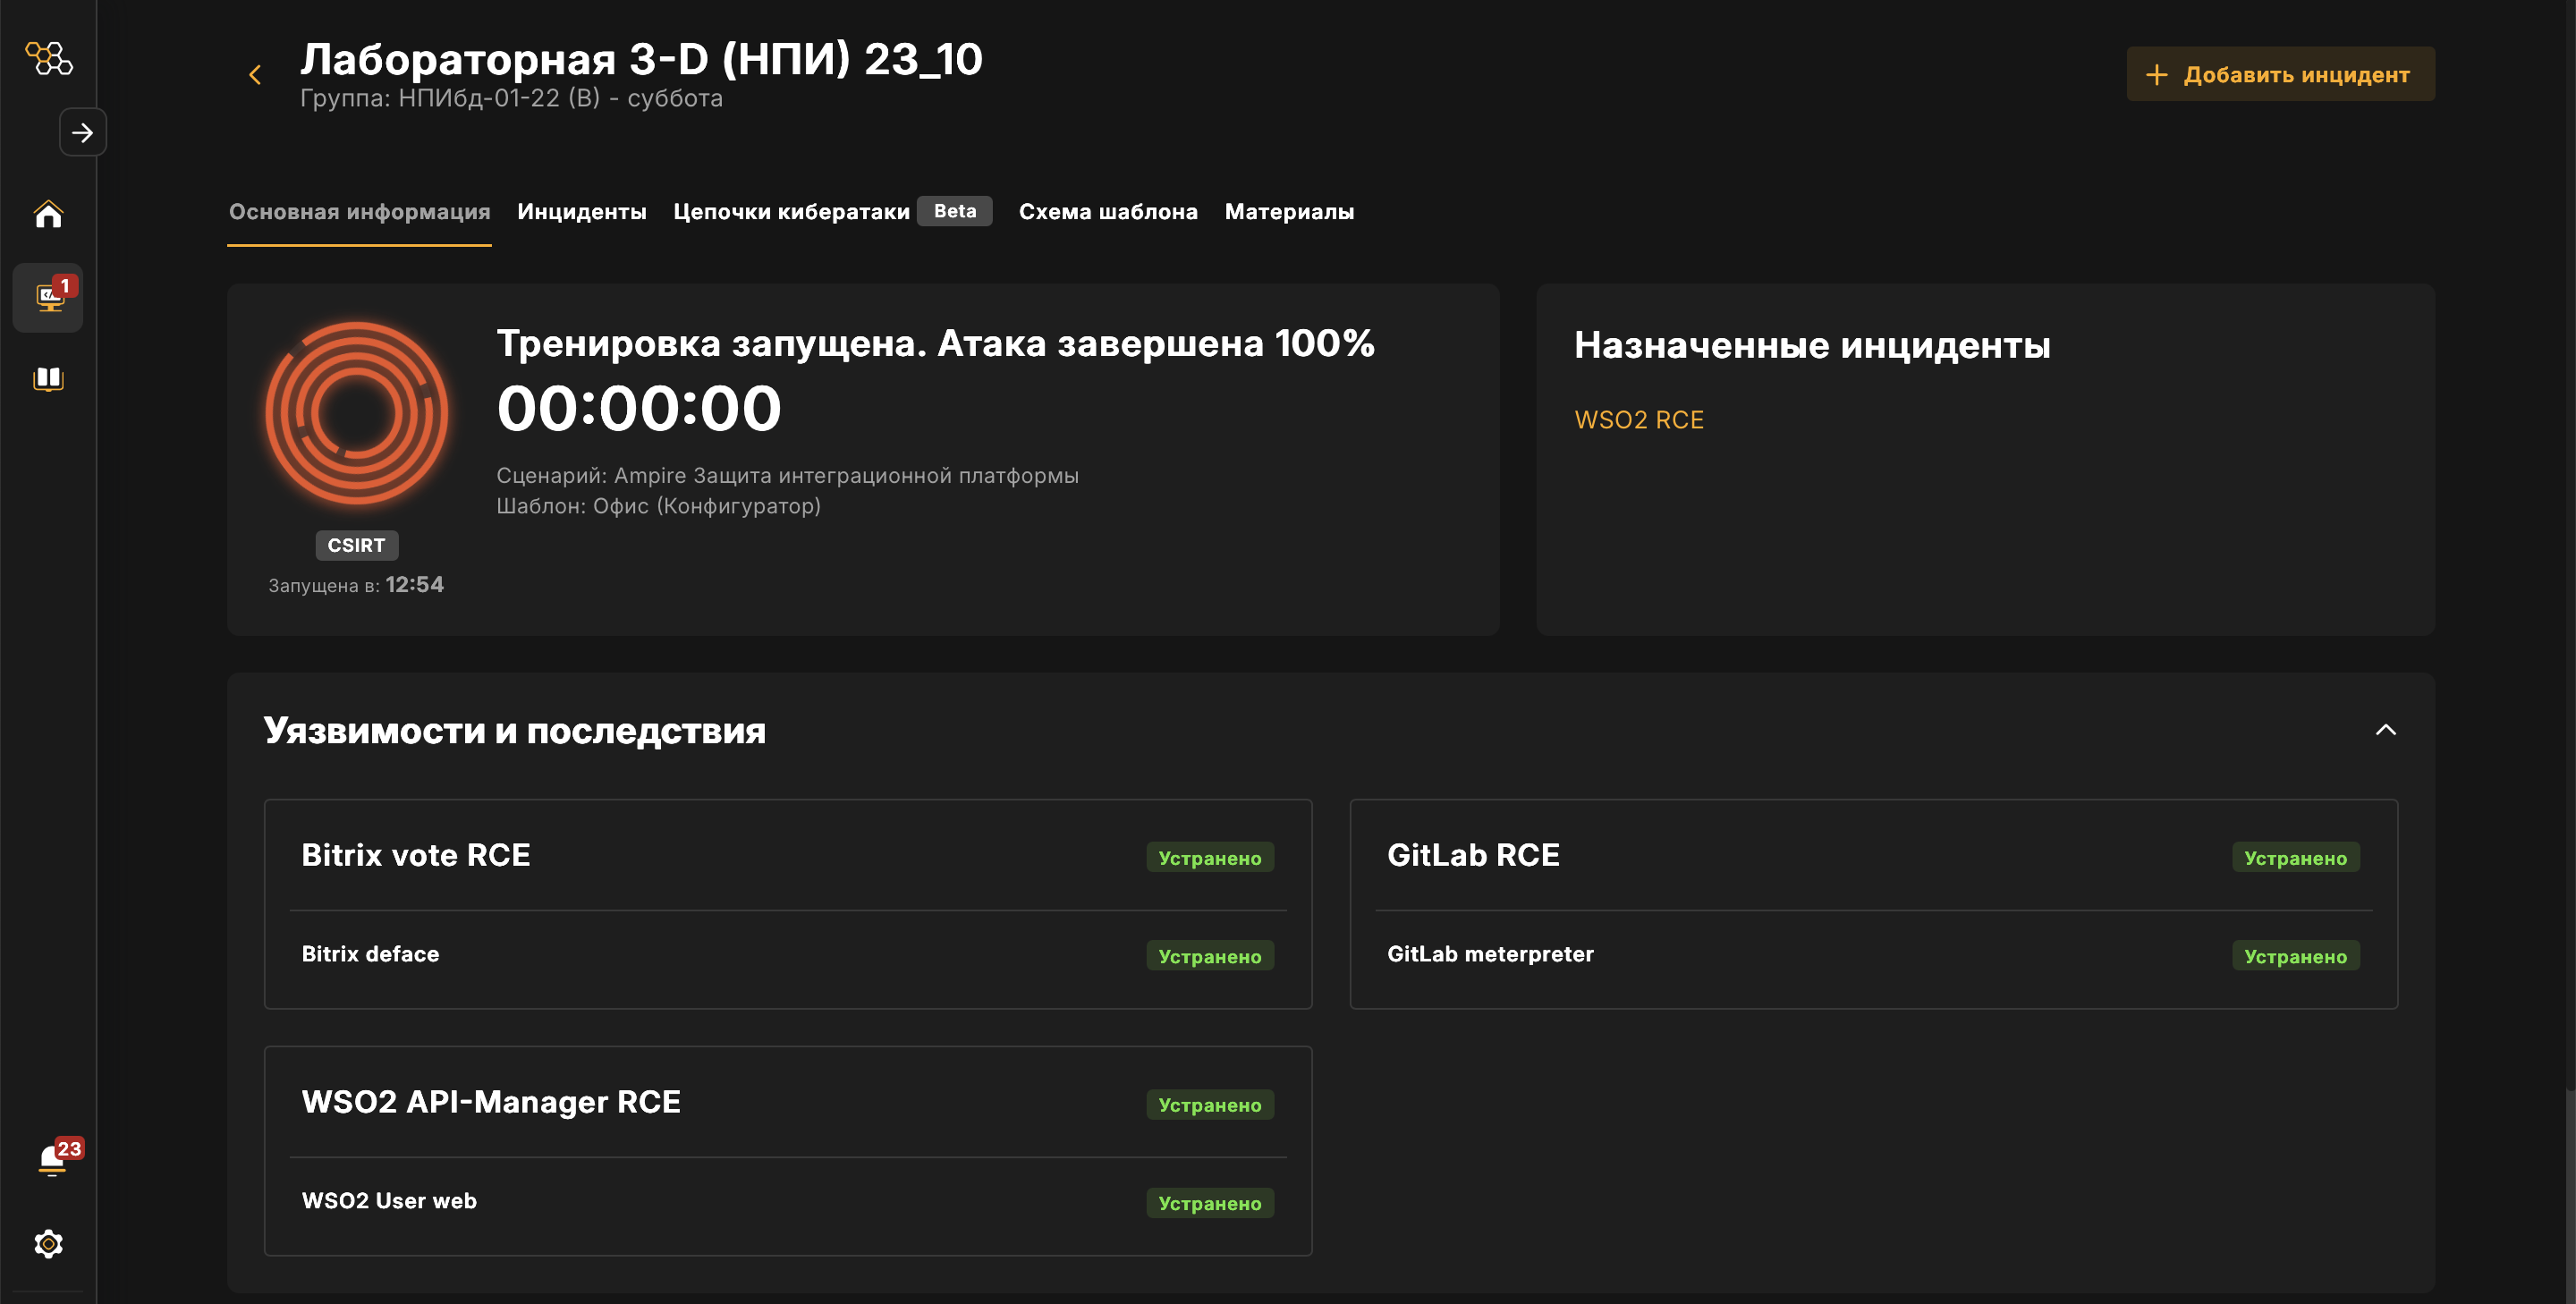 Лабораторная 3-D (НПИ) 23_10
Группа: НПИбд-01-22 (В) - суббота
Добавить инцидент
Основная информация
Инциденты
Цепочки кибератаки Beta
Схема шаблона
Материалы
1
Тренировка запущена. Атака завершена 100%
00:00:00
Сценарий: Ampire Защита интеграционной платформы
Шаблон: Офис (Конфигуратор)
CSIRT
Запущена в: 12:54
Назначенные инциденты
WSO2 RCE
Уязвимости и последствия
Bitrix vote RCE
Устранено
Bitrix deface
Устранено
GitLab RCE
Устранено
GitLab meterpreter
Устранено
WSO2 API-Manager RCE
Устранено
WSO2 User web
Устранено
23